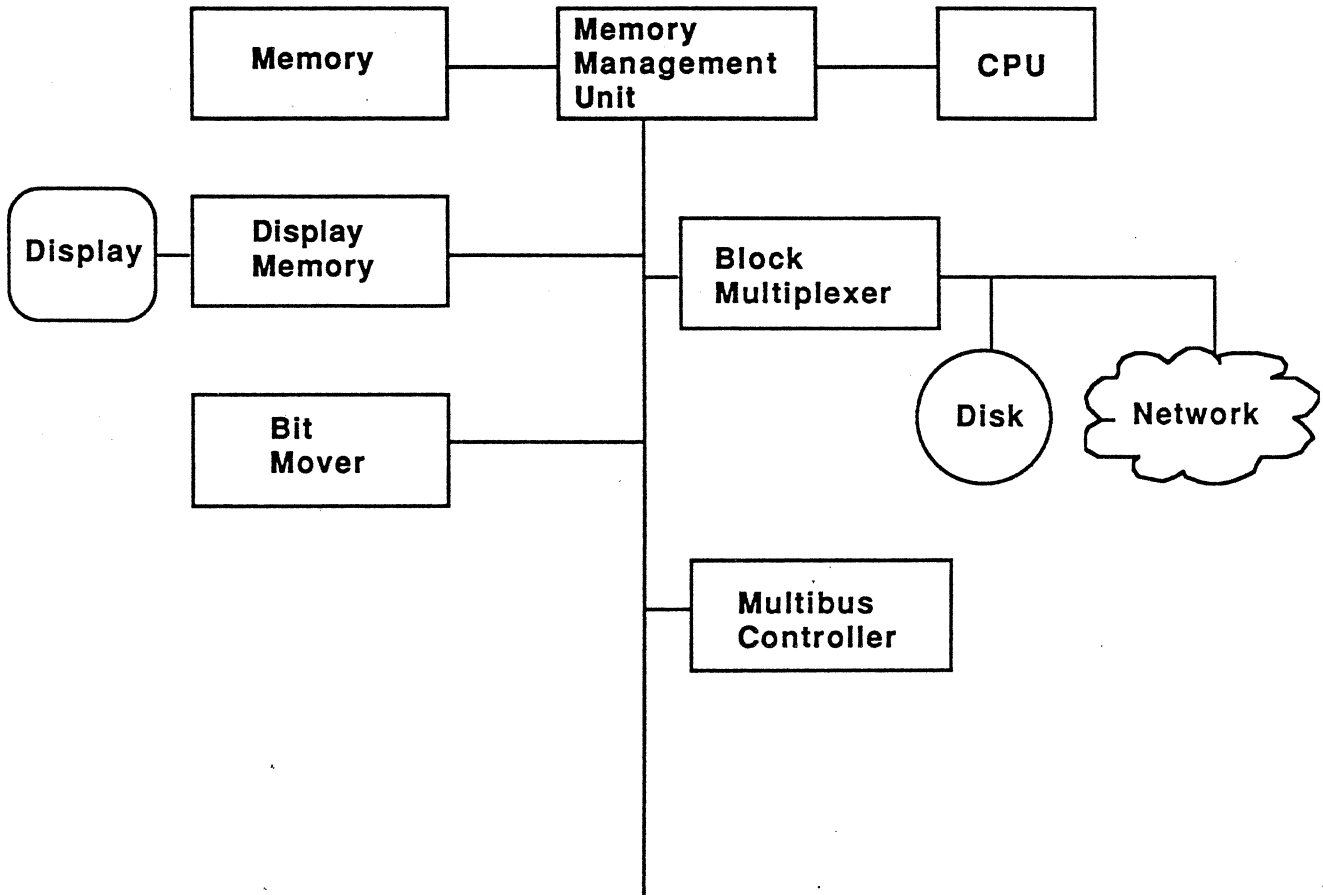 Memory
Memory
Management
Unit
CPU
Display
Display
Memory
Block
Multiplexer
Bit
Mover
Disk
Network
Multibus
Controller